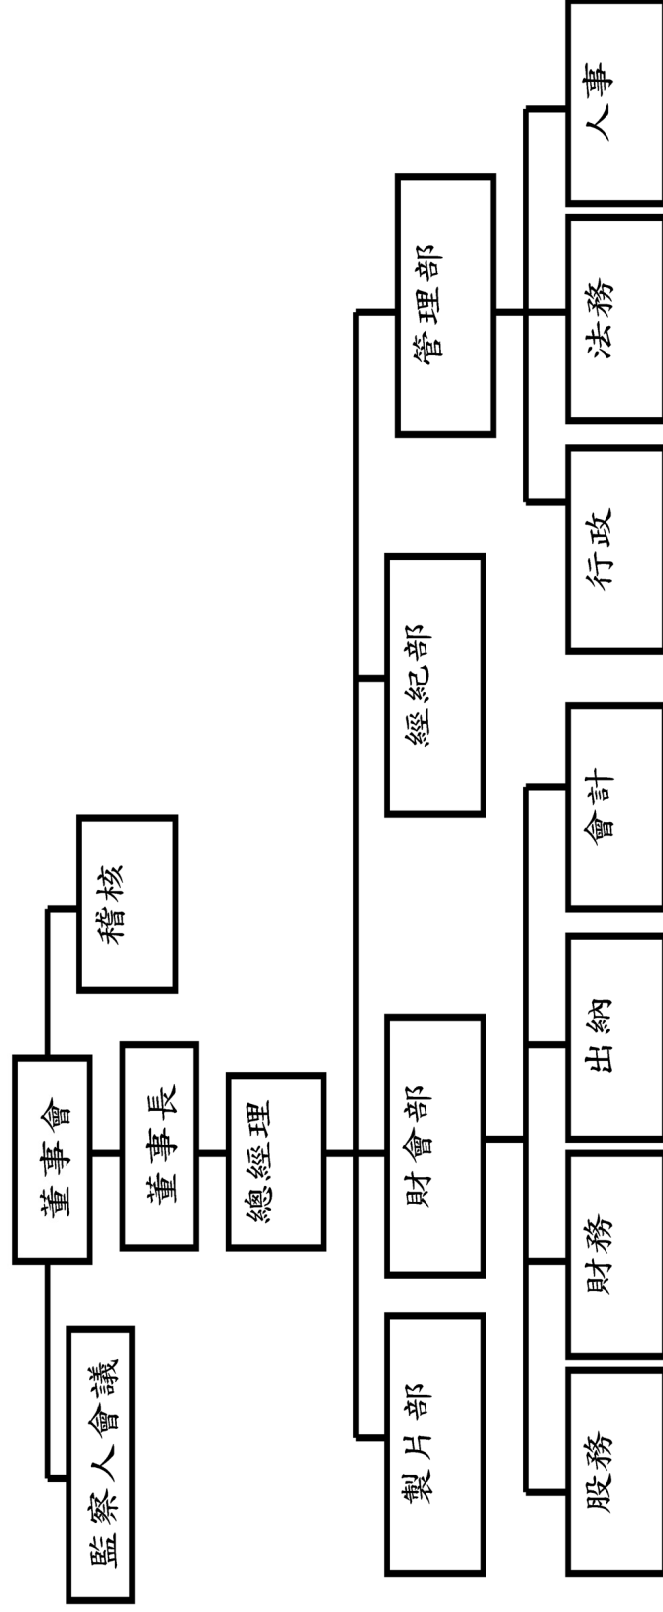 董事會
監察人會議
稽核
董事長
總經理
製片部
財會部
經紀部
管理部
股務
財務
出納
會計
行政
法務
人事